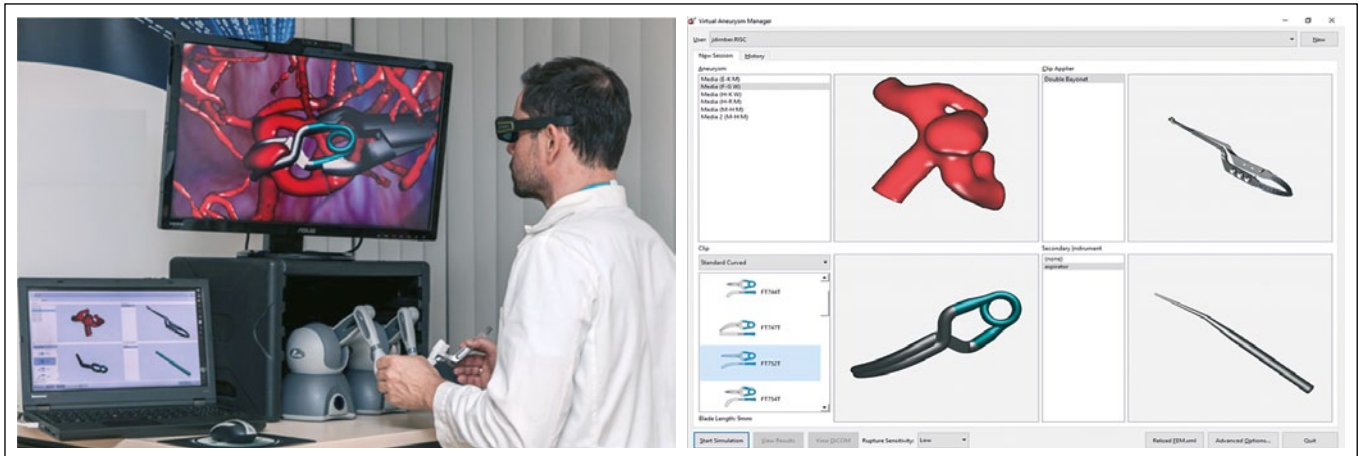 Virtual Aneurysm Manager
User jdimber.RISC New
New Session History
Aneurysm
Media (E-K M)
Media (F-G W)
Media (H-K W)
Media (H-R M)
Media (M-H M)
Media 2 (M-H M)
Clip Applier
Double Bayonet
Clip
Standard Curved
FT744T
FT747T
FT752T
FT754T
Blade Length: 9mm
Secondary Instrument
(none)
aspirator
Start Simulation View Results View DICOM Rupture Sensitivity: Low Reload FEM.xml Advanced Options... Quit
ASUS